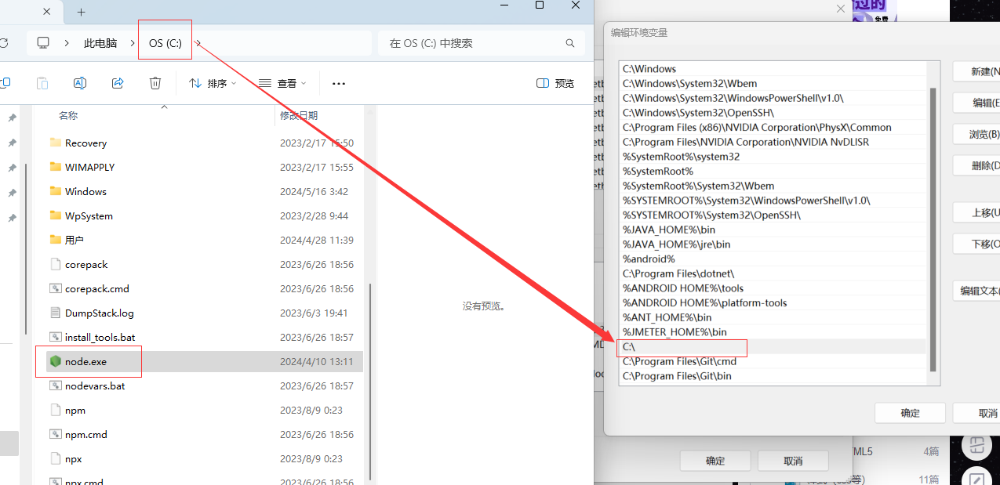 此电脑
OS (C:)
在 OS (C:) 中搜索
排序
查看
预览
名称
修改日期
Recovery
2023/2/17 15:50
WIMAPPLY
2023/2/17 15:55
Windows
2024/5/16 3:42
WpSystem
2023/2/28 9:44
用户
2024/4/28 11:39
corepack
2023/6/26 18:56
corepack.cmd
2023/6/26 18:56
DumpStack.log
2023/6/3 19:41
install_tools.bat
2023/6/26 18:57
node.exe
2024/4/10 13:11
nodevars.bat
2023/6/26 18:57
npm
2023/8/9 0:23
npm.cmd
2023/6/26 18:56
npx
2023/8/9 0:23
npx.cmd
2023/6/26 18:56
没有预览。
编辑环境变量
C:\Windows
C:\Windows\System32\Wbem
C:\Windows\System32\WindowsPowerShell\v1.0\
C:\Windows\System32\OpenSSH\
C:\Program Files (x86)\NVIDIA Corporation\PhysX\Common
C:\Program Files\NVIDIA Corporation\NVIDIA NvDLISR
%SystemRoot%\system32
%SystemRoot%
%SystemRoot%\System32\Wbem
%SYSTEMROOT%\System32\WindowsPowerShell\v1.0\
%SYSTEMROOT%\System32\OpenSSH\
%JAVA_HOME%\bin
%JAVA_HOME%\jre\bin
%android%
C:\Program Files\dotnet\
%ANDROID HOME%\tools
%ANDROID HOME%\platform-tools
%ANT_HOME%\bin
%JMETER_HOME%\bin
C:\
C:\Program Files\Git\cmd
C:\Program Files\Git\bin
新建(N
编辑(E
浏览(B)
删除(D
上移(U
下移(O
编辑文本(
确定
取消
确定
取消
过的
免费
ML5
4篇
11篇